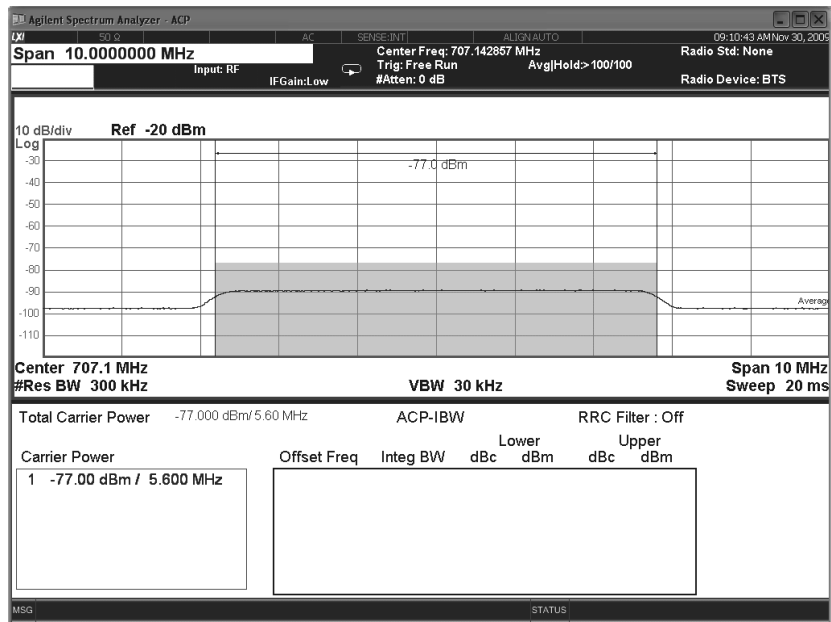 Agilent Spectrum Analyzer - ACP
LXI 50 Ω AC SENSE:INT ALIGN AUTO 09:10:43 AM Nov 30, 2009
Span 10.0000000 MHz
Center Freq: 707.142857 MHz
Radio Std: None
Input: RF
Trig: Free Run
Avg|Hold:>100/100
IFGain:Low
#Atten: 0 dB
Radio Device: BTS
10 dB/div Ref -20 dBm
Log
-77.0 dBm
-30
-40
-50
-60
-70
-80
-90
Average
-100
-110
Center 707.1 MHz Span 10 MHz
#Res BW 300 kHz VBW 30 kHz Sweep 20 ms
Total Carrier Power -77.000 dBm/ 5.60 MHz ACP-IBW RRC Filter : Off
Lower Upper
Carrier Power Offset Freq Integ BW dBc dBm dBc dBm
1 -77.00 dBm / 5.600 MHz
MSG STATUS